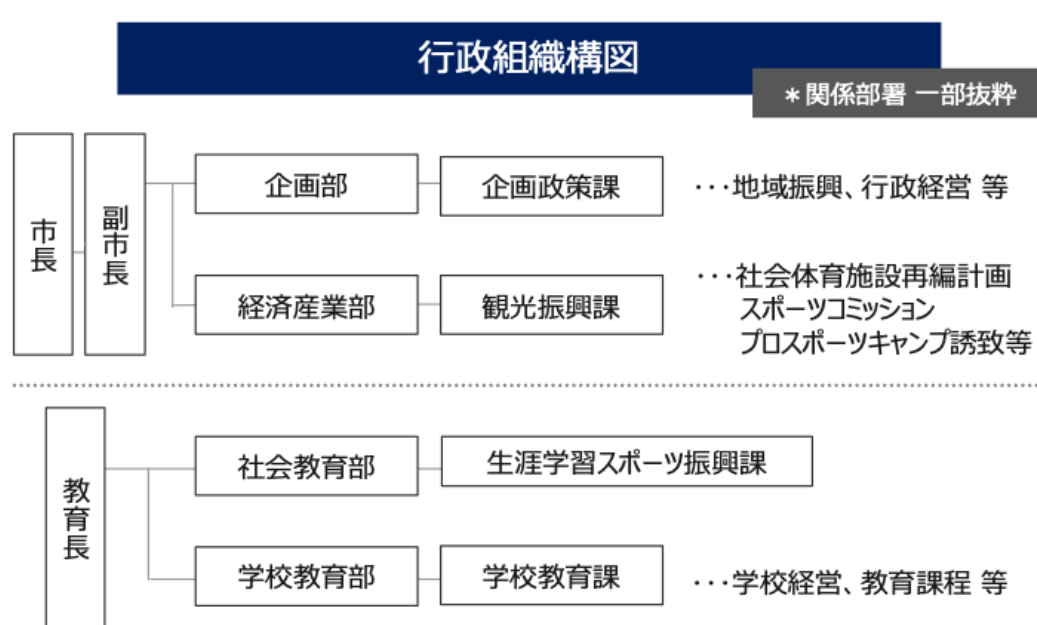 行政組織構図
＊関係部署 一部抜粋
市長
副市長
企画部
企画政策課
・・・地域振興、行政経営 等
経済産業部
観光振興課
・・・社会体育施設再編計画
スポーツコミッション
プロスポーツキャンプ誘致等
教育長
社会教育部
生涯学習スポーツ振興課
学校教育部
学校教育課
・・・学校経営、教育課程 等